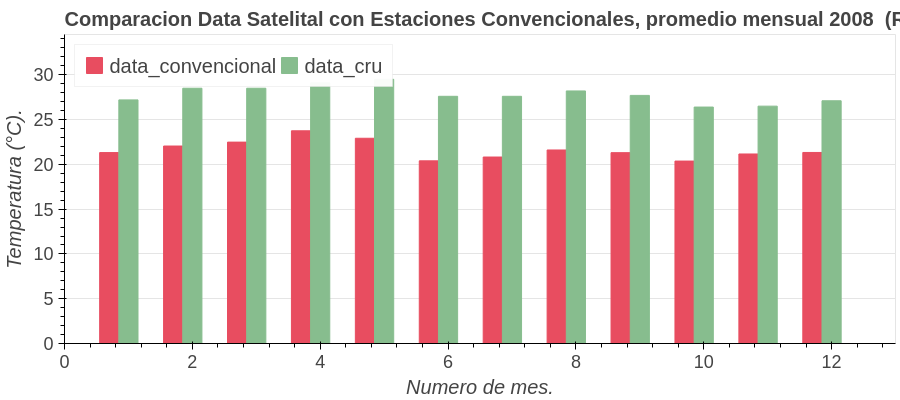 Comparacion Data Satelital con Estaciones Convencionales, promedio mensual 2008 (
data_convencional data_cru
Temperatura (°C).
30
25
20
15
10
5
0
0 2 4 6 8 10 12
Numero de mes.